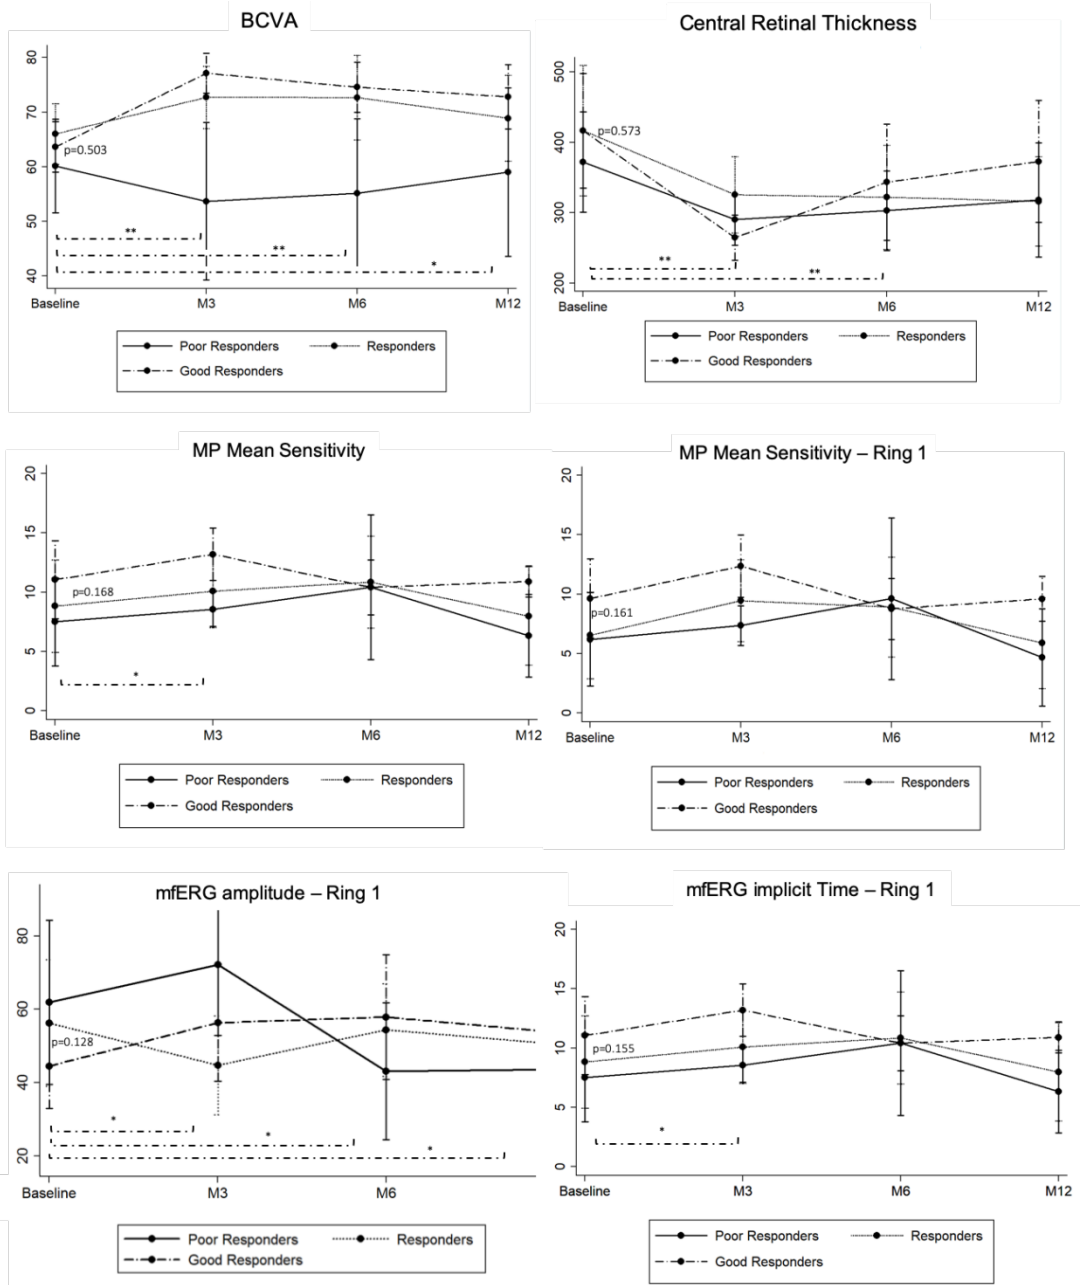 BCVA
80
70
60
50
40
p=0.503
**
**
*
Baseline M3 M6 M12
Poor Responders Responders
Good Responders
Central Retinal Thickness
500
400
300
200
p=0.573
**
**
Baseline M3 M6 M12
Poor Responders Responders
Good Responders
MP Mean Sensitivity
20
15
10
5
0
p=0.168
*
Baseline M3 M6 M12
Poor Responders Responders
Good Responders
MP Mean Sensitivity – Ring 1
20
15
10
5
0
p=0.161
Baseline M3 M6 M12
Poor Responders Responders
Good Responders
mfERG amplitude – Ring 1
80
60
40
20
p=0.128
*
*
*
Baseline M3 M6
Poor Responders Responders
Good Responders
mfERG implicit Time – Ring 1
20
15
10
5
0
p=0.155
*
Baseline M3 M6 M12
Poor Responders Responders
Good Responders